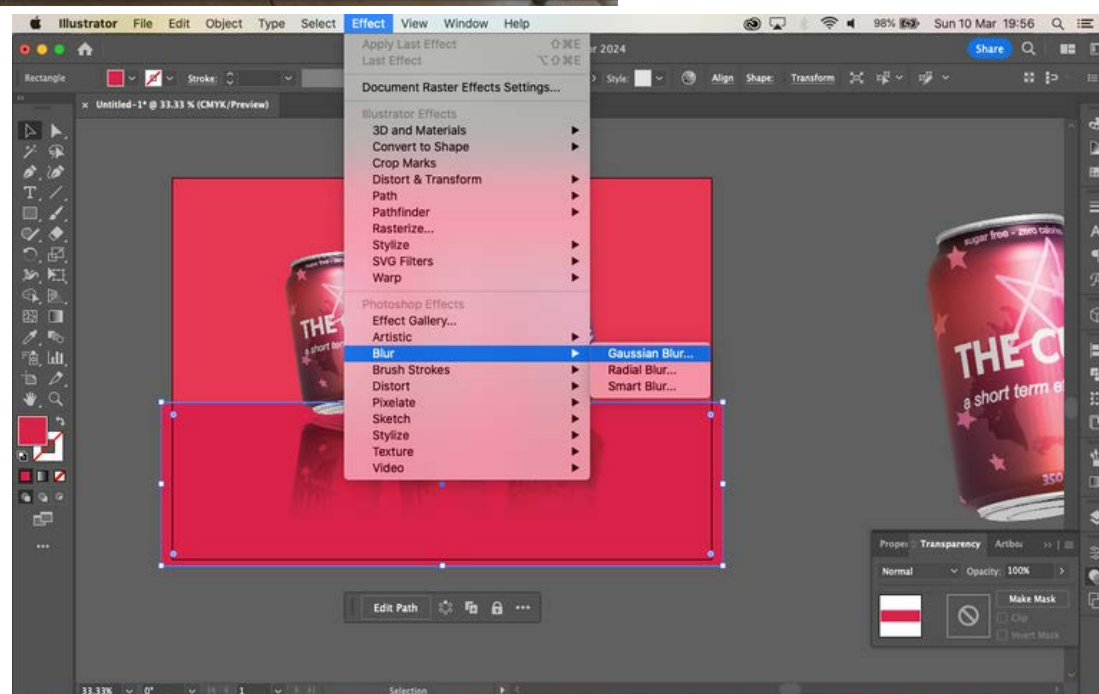 Illustrator File Edit Object Type Select Effect View Window Help 98% Sun 10 Mar 19:56
Apply Last Effect ⇧⌘E
Last Effect ⌥⇧⌘E
Document Raster Effects Settings...
Illustrator Effects
3D and Materials
Convert to Shape
Crop Marks
Distort & Transform
Path
Pathfinder
Rasterize...
Stylize
SVG Filters
Warp
Photoshop Effects
Effect Gallery...
Artistic
Blur
Brush Strokes
Distort
Pixelate
Sketch
Stylize
Texture
Video
Gaussian Blur...
Radial Blur...
Smart Blur...
2024
Share
Rectangle Stroke: Style: Align Shape: Transform
× Untitled-1* @ 33.33 % (CMYK/Preview)
THE
a short
sugar free - zero
THE
a short term
350
Transparency
Normal Opacity: 100%
Make Mask
Clip
Invert Mask
Edit Path
33.33% 0° 1 Selection